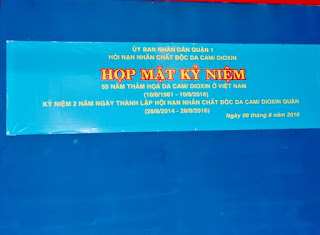 ỦY BAN NHÂN DÂN QUẬN 1
HỘI NẠN NHÂN CHẤT ĐỘC DA CAM/ DIOXIN
HỌP MẶT KỶ NIỆM
55 NĂM THẢM HỌA DA CAM/ DIOXIN Ở VIỆT NAM
(10/8/1961 - 10/8/2016)
KỶ NIỆM 2 NĂM NGÀY THÀNH LẬP HỘI NẠN NHÂN CHẤT ĐỘC DA CAM/ DIOXIN QUẬN
(28/8/2014 - 28/8/2016)
Ngày 09 tháng 8 năm 2016